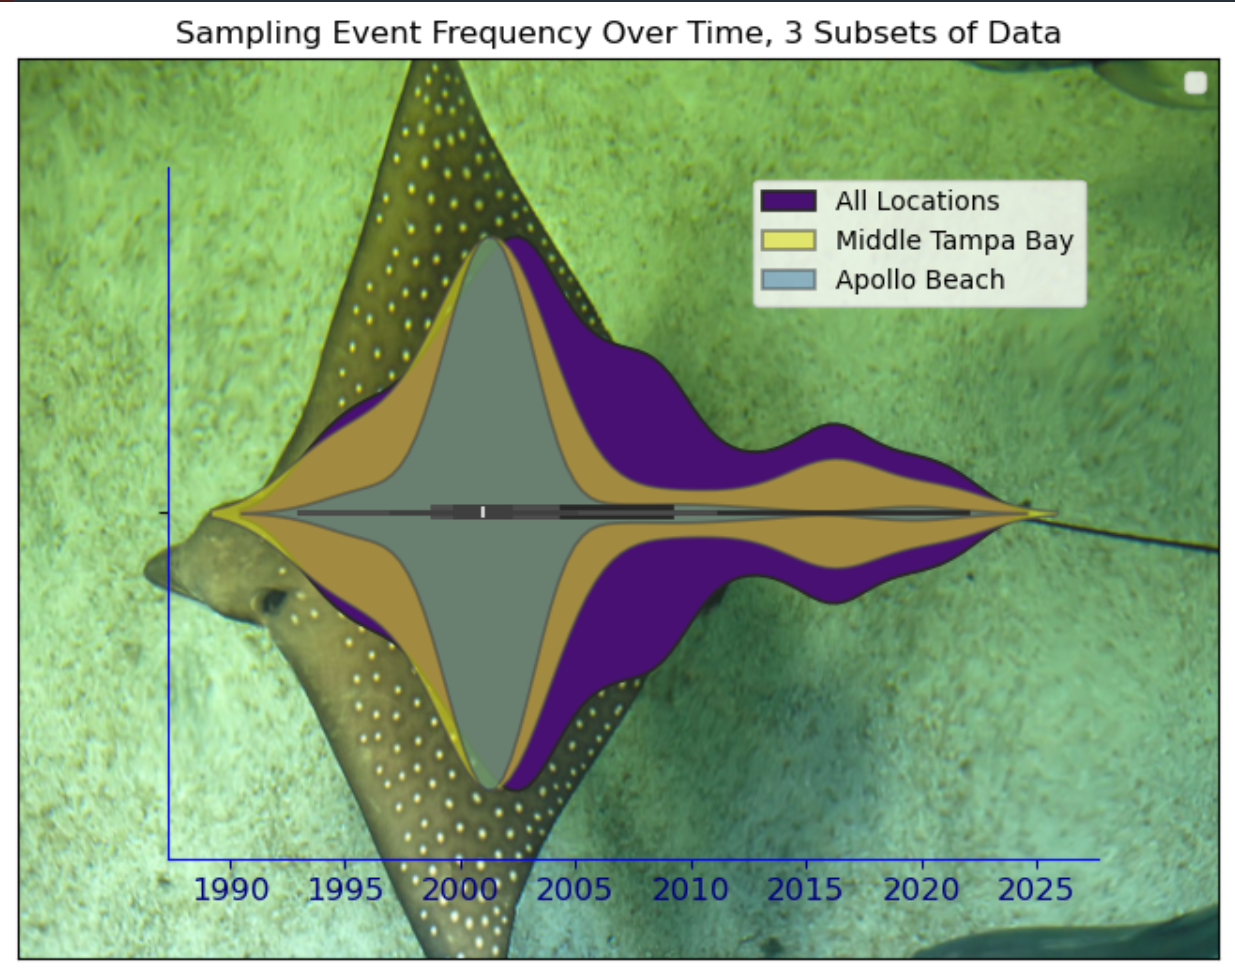 Sampling Event Frequency Over Time, 3 Subsets of Data
All Locations
Middle Tampa Bay
Apollo Beach
1990 1995 2000 2005 2010 2015 2020 2025